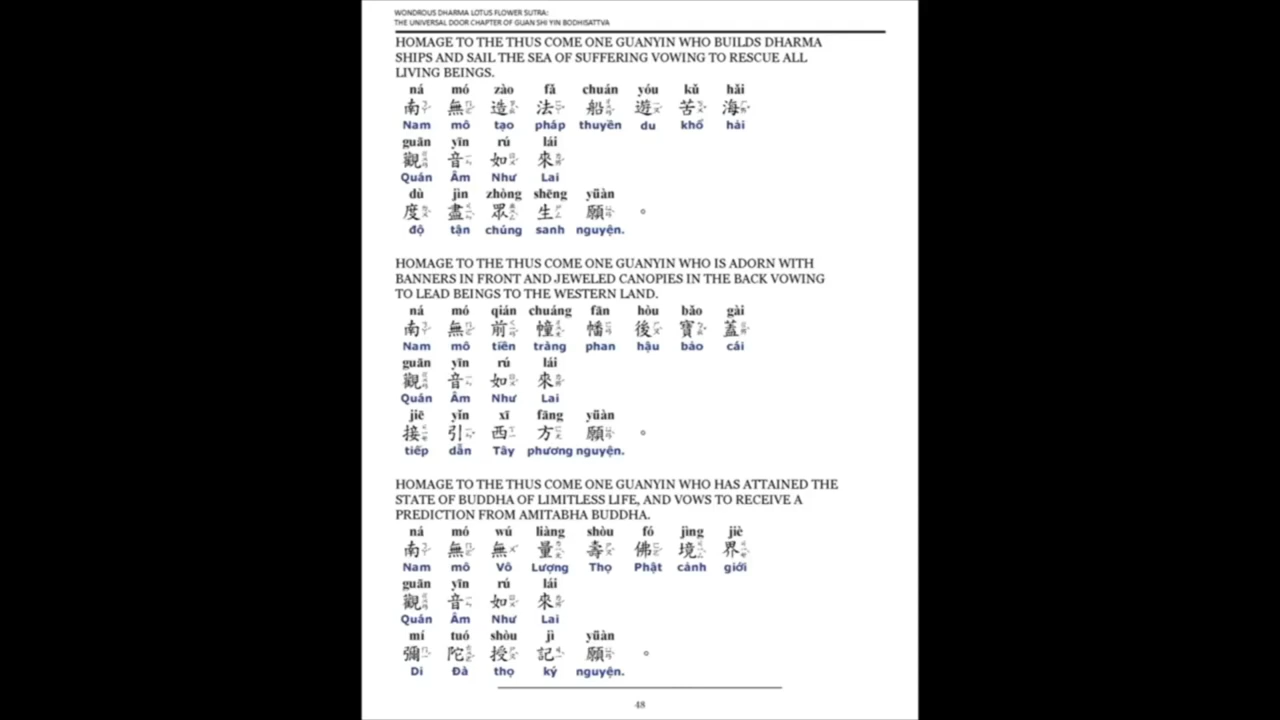 WONDROUS DHARMA LOTUS FLOWER SUTRA:
THE UNIVERSAL DOOR CHAPTER OF GUAN SHI YIN BODHISATTVA
HOMAGE TO THE THUS COME ONE GUANYIN WHO BUILDS DHARMA
SHIPS AND SAIL THE SEA OF SUFFERING VOWING TO RESCUE ALL
LIVING BEINGS.
ná mó zào fǎ chuán yóu kǔ hǎi
南 無 造 法 船 遊 苦 海
Nam mô tạo pháp thuyền du khổ hải
guān yīn rú lái
觀 音 如 來
Quán Âm Như Lai
dù jìn zhòng shēng yüàn
度 盡 眾 生 願 。
độ tận chúng sanh nguyện.
HOMAGE TO THE THUS COME ONE GUANYIN WHO IS ADORN WITH
BANNERS IN FRONT AND JEWELED CANOPIES IN THE BACK VOWING
TO LEAD BEINGS TO THE WESTERN LAND.
ná mó qián chuáng fān hòu bǎo gài
南 無 前 幢 幡 後 寶 蓋
Nam mô tiền tràng phan hậu bảo cái
guān yīn rú lái
觀 音 如 來
Quán Âm Như Lai
jiē yǐn xī fāng yüàn
接 引 西 方 願 。
tiếp dẫn Tây phương nguyện.
HOMAGE TO THE THUS COME ONE GUANYIN WHO HAS ATTAINED THE
STATE OF BUDDHA OF LIMITLESS LIFE, AND VOWS TO RECEIVE A
PREDICTION FROM AMITABHA BUDDHA.
ná mó wú liàng shòu fó jìng jiè
南 無 無 量 壽 佛 境 界
Nam mô Vô Lượng Thọ Phật cảnh giới
guān yīn rú lái
觀 音 如 來
Quán Âm Như Lai
mí tuó shòu jì yüàn
彌 陀 授 記 願 。
Di Đà thọ ký nguyện.
48